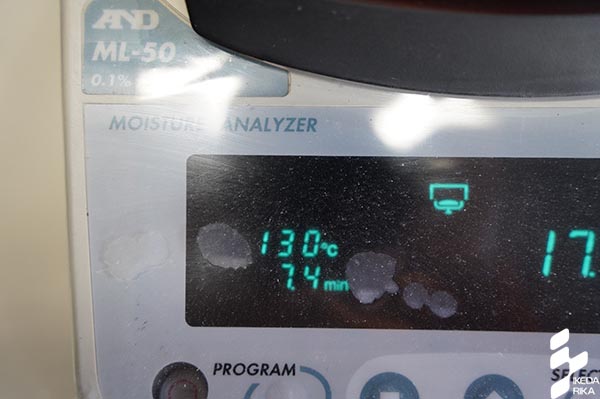 AND
ML-50
0.1%
MOISTURE ANALYZER
130°C
7.4 min
17.
PROGRAM
SELECT
IKEDA
RIKA